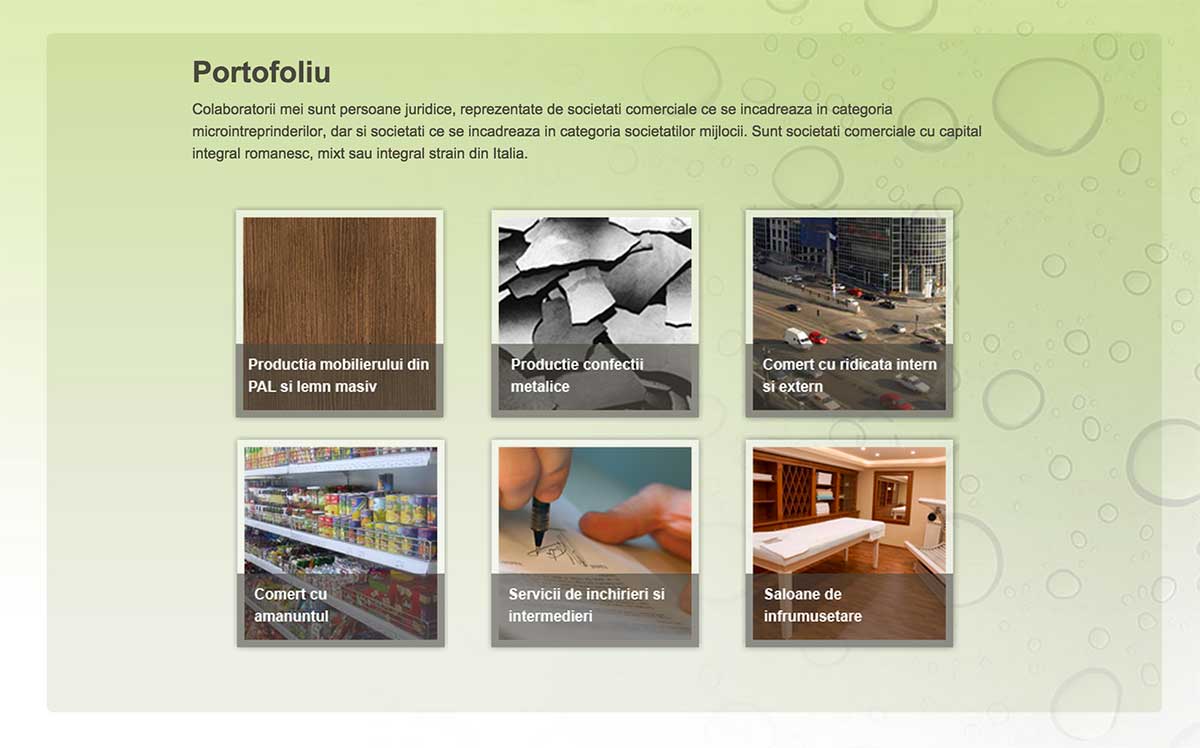 Portofoliu
Colaboratorii mei sunt persoane juridice, reprezentate de societati comerciale ce se incadreaza in categoria
microintreprinderilor, dar si societati ce se incadreaza in categoria societatilor mijlocii. Sunt societati comerciale cu capital
integral romanesc, mixt sau integral strain din Italia.
Productia mobilierului din
PAL si lemn masiv
Productie confectii
metalice
Comert cu ridicata intern
si extern
Comert cu
amanuntul
Servicii de inchirieri si
intermedieri
Saloane de
infrumusetare